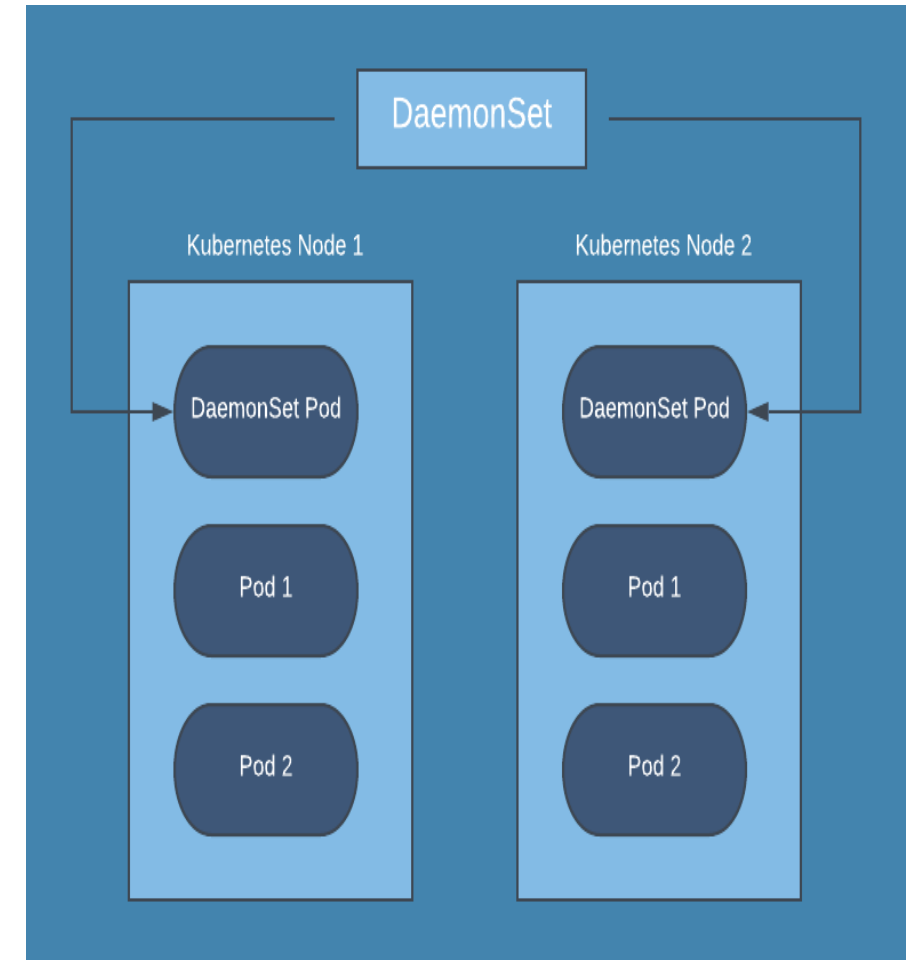 DaemonSet
Kubernetes Node 1
Kubernetes Node 2
DaemonSet Pod
DaemonSet Pod
Pod 1
Pod 1
Pod 2
Pod 2